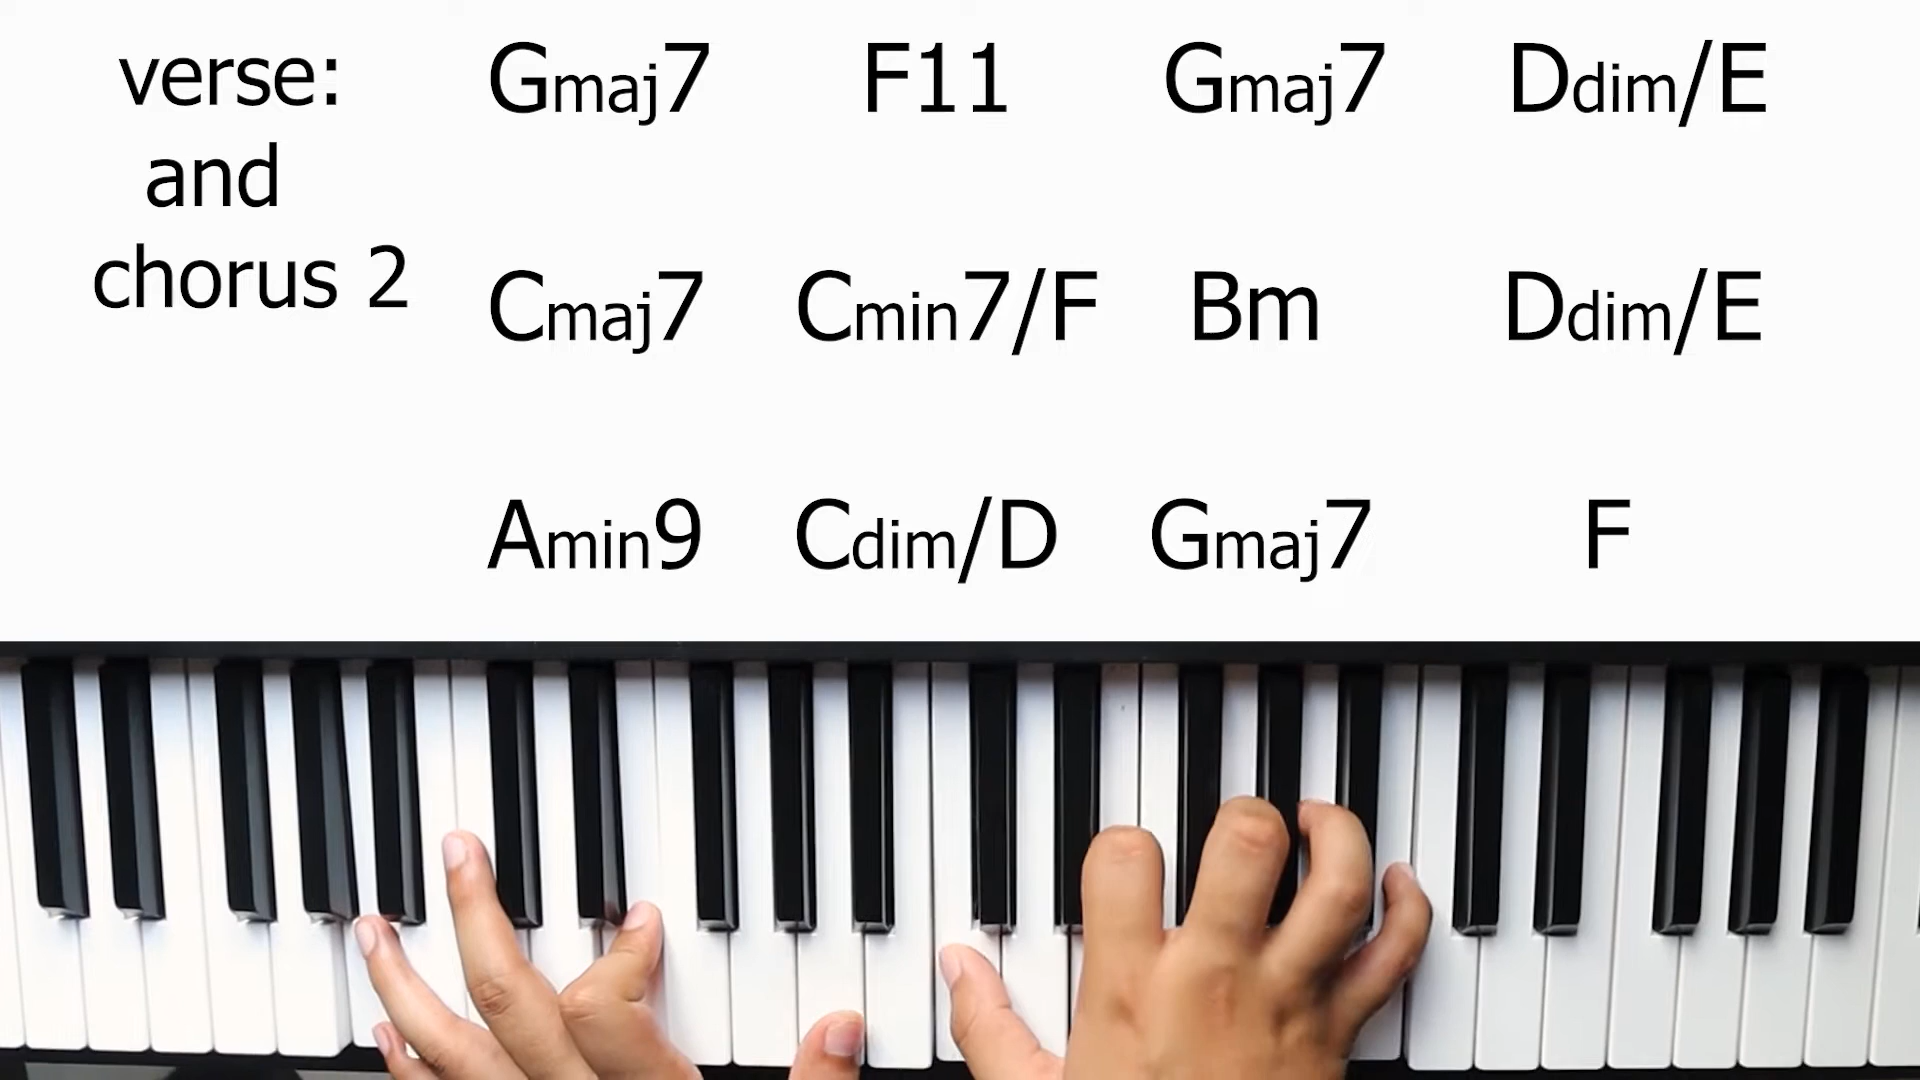 verse: Gmaj7 F11 Gmaj7 Ddim/E
and
chorus 2 Cmaj7 Cmin7/F Bm Ddim/E
Amin9 Cdim/D Gmaj7 F